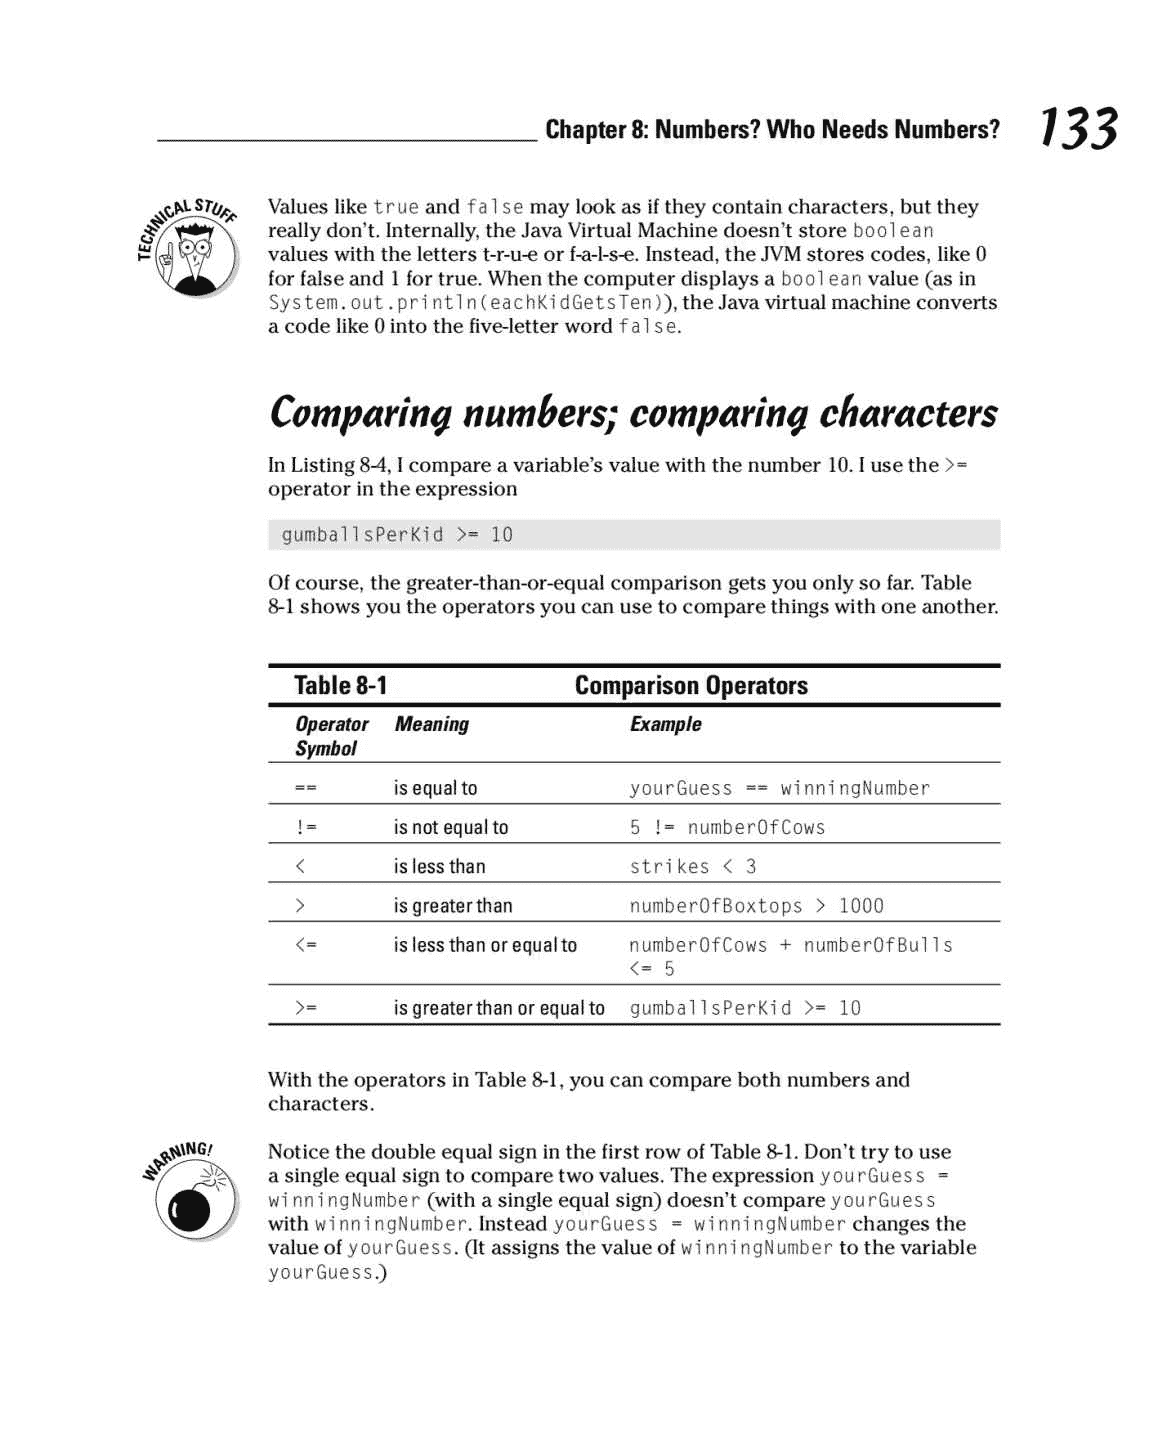 Chapter 8: Numbers? Who Needs Numbers? 133
TECHNICAL STUFF
Values like true and false may look as if they contain characters, but they
really don't. Internally, the Java Virtual Machine doesn't store boolean
values with the letters t-r-u-e or f-a-l-s-e. Instead, the JVM stores codes, like 0
for false and 1 for true. When the computer displays a boolean value (as in
System.out.println(eachKidGetsTen)), the Java virtual machine converts
a code like 0 into the five-letter word false.
Comparing numbers; comparing characters
In Listing 8-4, I compare a variable's value with the number 10. I use the >=
operator in the expression
gumballsPerKid >= 10
Of course, the greater-than-or-equal comparison gets you only so far. Table
8-1 shows you the operators you can use to compare things with one another.
Table 8-1 Comparison Operators
Operator Meaning Example
Symbol
== is equal to yourGuess == winningNumber
!= is not equal to 5 != numberOfCows
< is less than strikes < 3
> is greater than numberOfBoxtops > 1000
<= is less than or equal to numberOfCows + numberOfBulls
<= 5
>= is greater than or equal to gumballsPerKid >= 10
With the operators in Table 8-1, you can compare both numbers and
characters.
WARNING!
Notice the double equal sign in the first row of Table 8-1. Don't try to use
a single equal sign to compare two values. The expression yourGuess =
winningNumber (with a single equal sign) doesn't compare yourGuess
with winningNumber. Instead yourGuess = winningNumber changes the
value of yourGuess. (It assigns the value of winningNumber to the variable
yourGuess.)